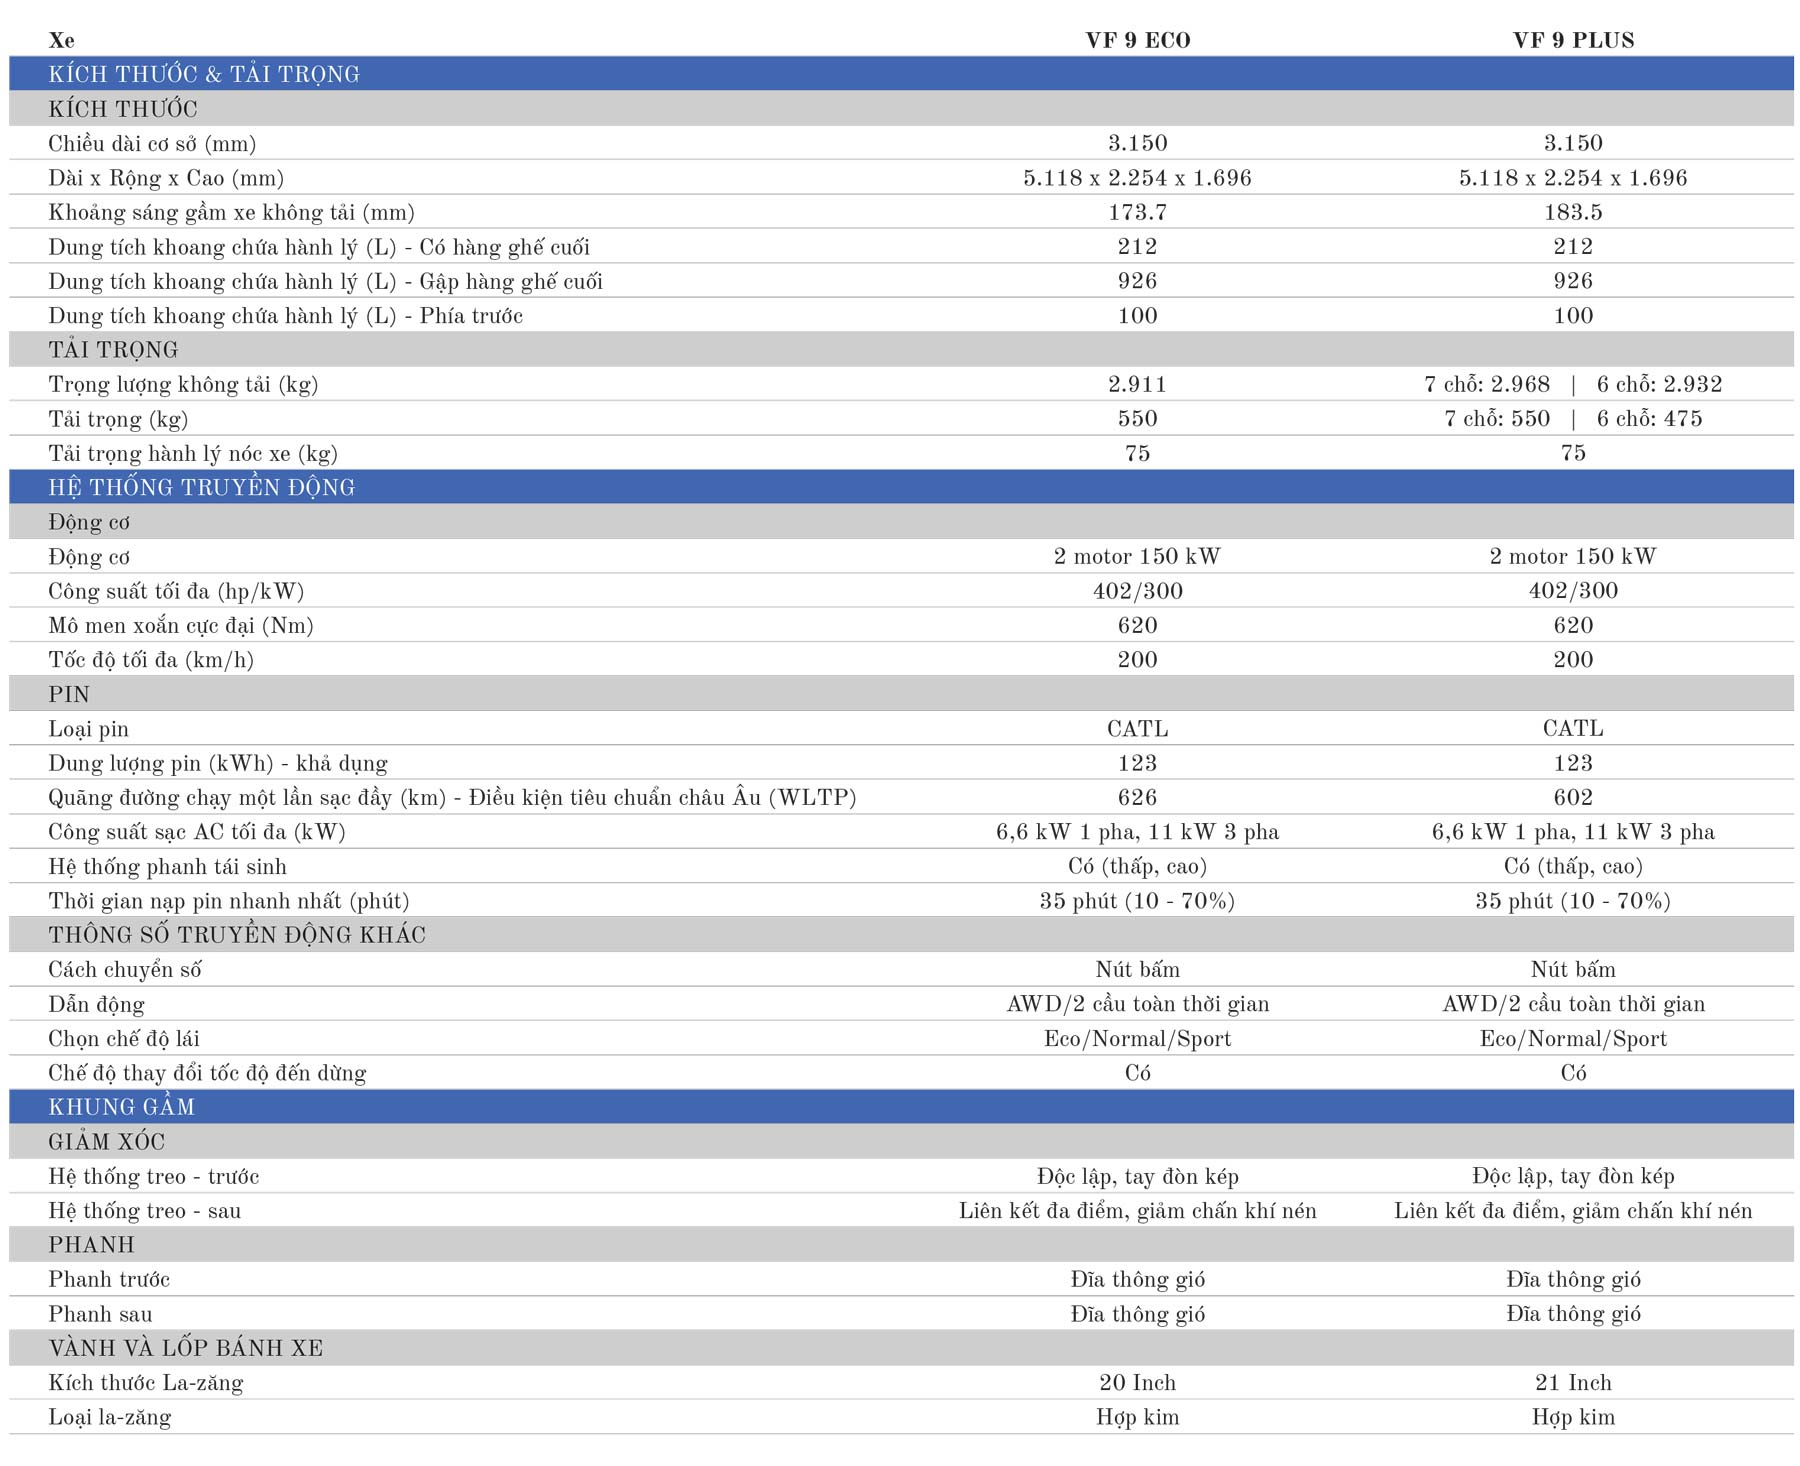 Xe VF 9 ECO VF 9 PLUS
KÍCH THƯỚC & TẢI TRỌNG
KÍCH THƯỚC
Chiều dài cơ sở (mm) 3.150 3.150
Dài x Rộng x Cao (mm) 5.118 x 2.254 x 1.696 5.118 x 2.254 x 1.696
Khoảng sáng gầm xe không tải (mm) 173.7 183.5
Dung tích khoang chứa hành lý (L) - Có hàng ghế cuối 212 212
Dung tích khoang chứa hành lý (L) - Gập hàng ghế cuối 926 926
Dung tích khoang chứa hành lý (L) - Phía trước 100 100
TẢI TRỌNG
Trọng lượng không tải (kg) 2.911 7 chỗ: 2.968 | 6 chỗ: 2.932
Tải trọng (kg) 550 7 chỗ: 550 | 6 chỗ: 475
Tải trọng hành lý nóc xe (kg) 75 75
HỆ THỐNG TRUYỀN ĐỘNG
Động cơ
Động cơ 2 motor 150 kW 2 motor 150 kW
Công suất tối đa (hp/kW) 402/300 402/300
Mô men xoắn cực đại (Nm) 620 620
Tốc độ tối đa (km/h) 200 200
PIN
Loại pin CATL CATL
Dung lượng pin (kWh) - khả dụng 123 123
Quãng đường chạy một lần sạc đầy (km) - Điều kiện tiêu chuẩn châu Âu (WLTP) 626 602
Công suất sạc AC tối đa (kW) 6,6 kW 1 pha, 11 kW 3 pha 6,6 kW 1 pha, 11 kW 3 pha
Hệ thống phanh tái sinh Có (thấp, cao) Có (thấp, cao)
Thời gian nạp pin nhanh nhất (phút) 35 phút (10 - 70%) 35 phút (10 - 70%)
THÔNG SỐ TRUYỀN ĐỘNG KHÁC
Cách chuyển số Nút bấm Nút bấm
Dẫn động AWD/2 cầu toàn thời gian AWD/2 cầu toàn thời gian
Chọn chế độ lái Eco/Normal/Sport Eco/Normal/Sport
Chế độ thay đổi tốc độ đến dừng Có Có
KHUNG GẦM
GIẢM XÓC
Hệ thống treo - trước Độc lập, tay đòn kép Độc lập, tay đòn kép
Hệ thống treo - sau Liên kết đa điểm, giảm chấn khí nén Liên kết đa điểm, giảm chấn khí nén
PHANH
Phanh trước Đĩa thông gió Đĩa thông gió
Phanh sau Đĩa thông gió Đĩa thông gió
VÀNH VÀ LỐP BÁNH XE
Kích thước La-zăng 20 Inch 21 Inch
Loại la-zăng Hợp kim Hợp kim